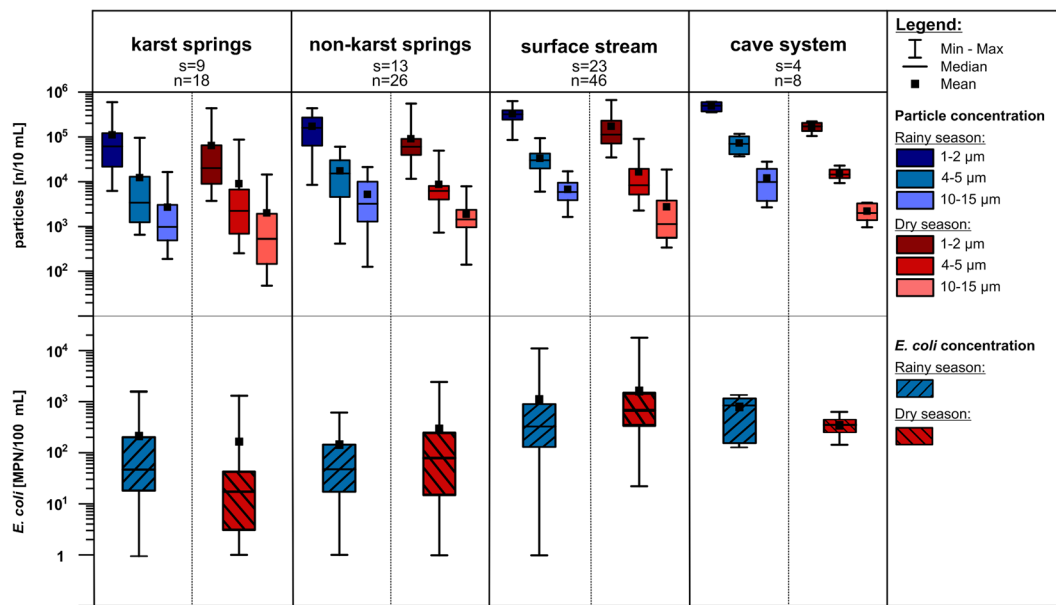 karst springs
s=9
n=18
non-karst springs
s=13
n=26
surface stream
s=23
n=46
cave system
s=4
n=8
particles [n/10 mL]
10⁶
10⁵
10⁴
10³
10²
E. coli [MPN/100 mL]
10⁴
10³
10²
10¹
1
Legend:
Min - Max
Median
Mean
Particle concentration
Rainy season:
1-2 µm
4-5 µm
10-15 µm
Dry season:
1-2 µm
4-5 µm
10-15 µm
E. coli concentration
Rainy season:
Dry season: